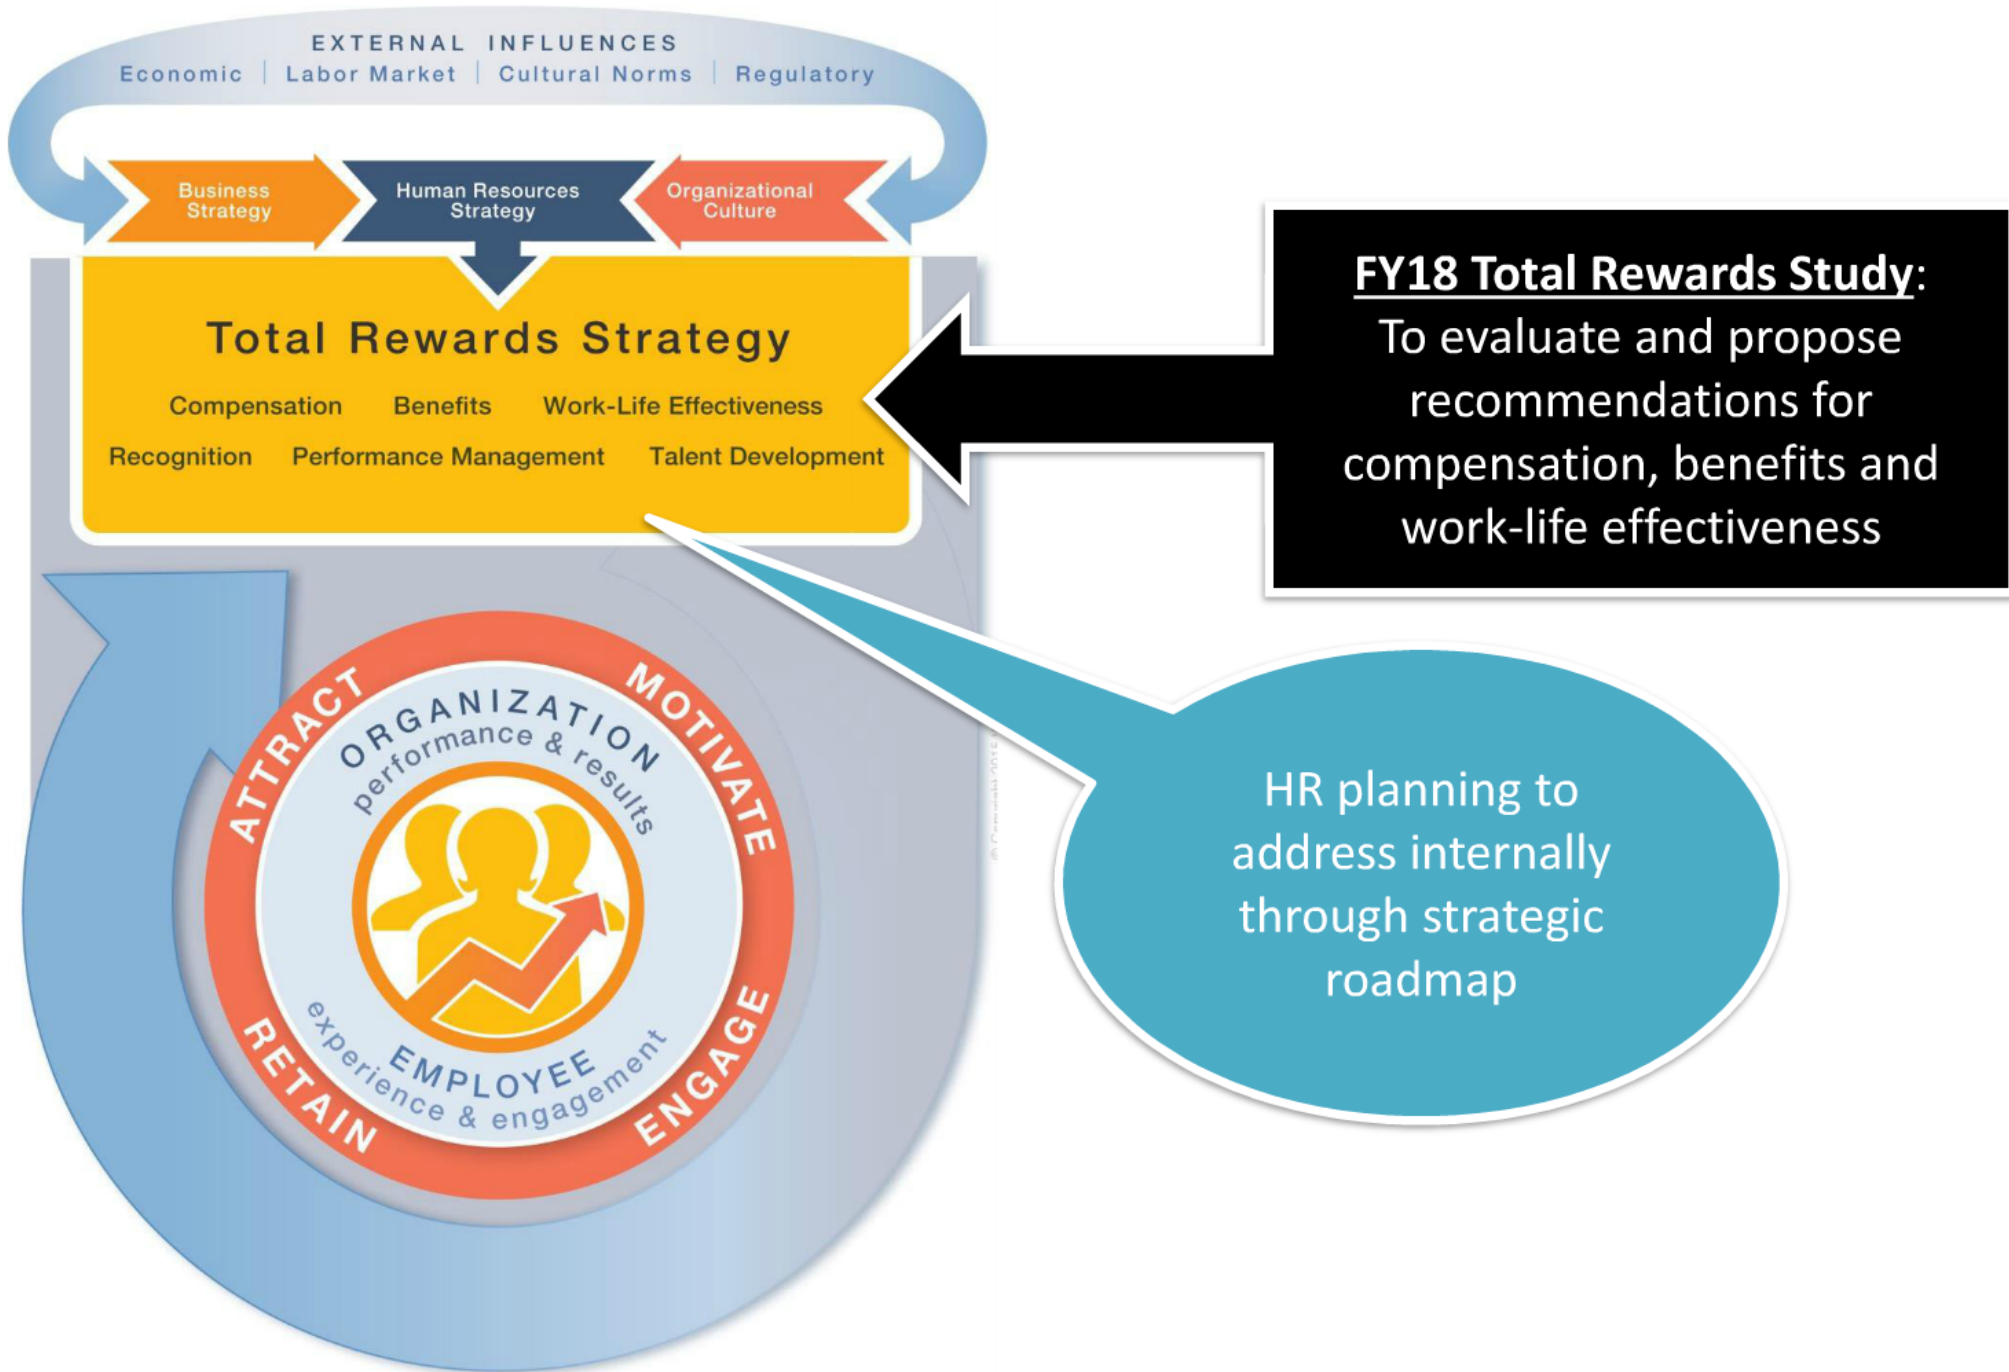 EXTERNAL INFLUENCES
Economic | Labor Market | Cultural Norms | Regulatory
Business
Strategy
Human Resources
Strategy
Organizational
Culture
Total Rewards Strategy
Compensation Benefits Work-Life Effectiveness
Recognition Performance Management Talent Development
FY18 Total Rewards Study:
To evaluate and propose
recommendations for
compensation, benefits and
work-life effectiveness
ATTRACT
MOTIVATE
ORGANIZATION
performance & results
EMPLOYEE
experience & engagement
RETAIN
ENGAGE
HR planning to
address internally
through strategic
roadmap